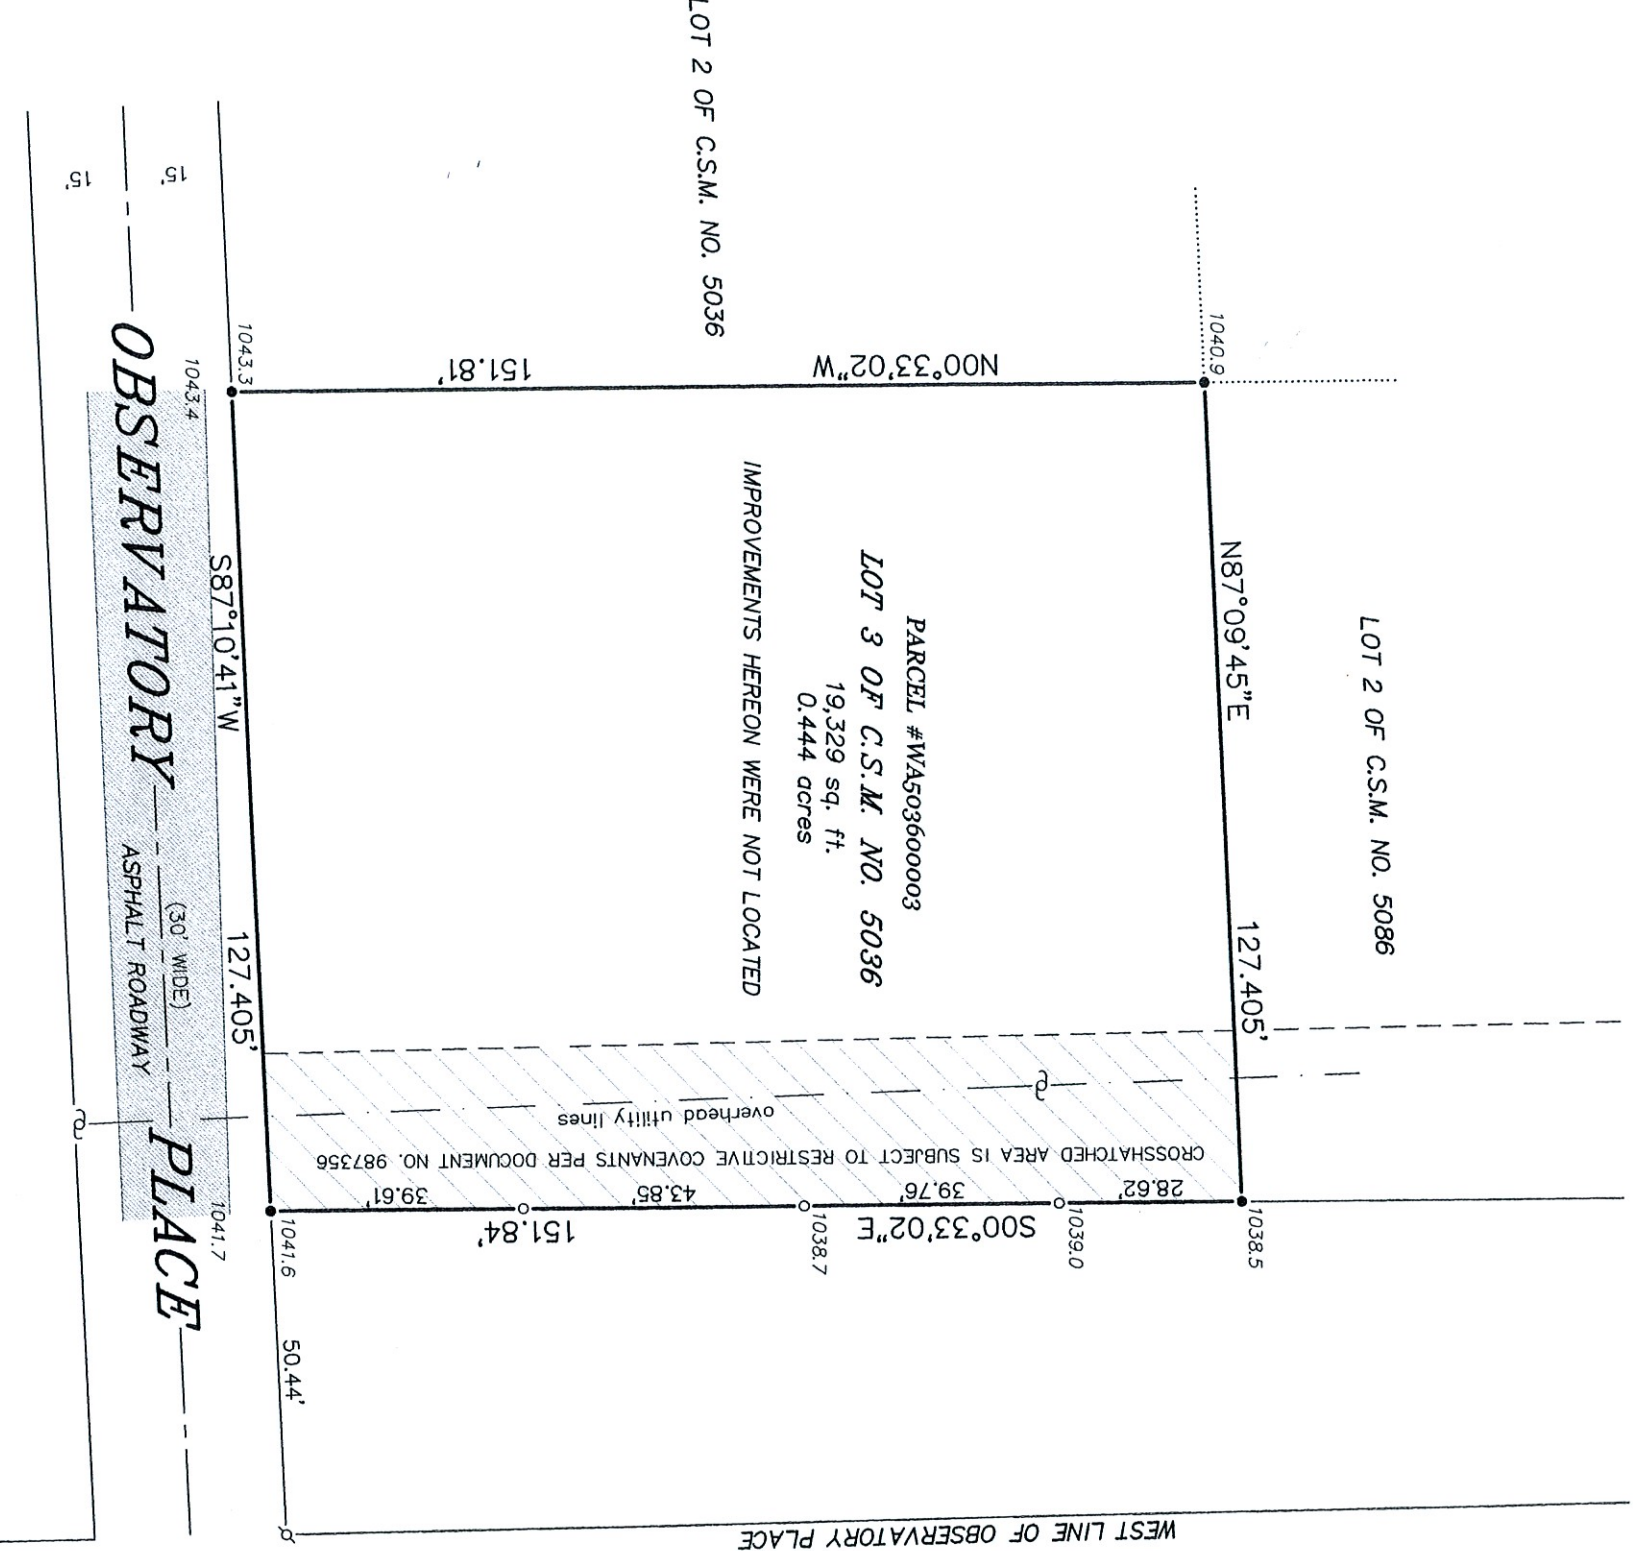 LOT 2 OF C.S.M. NO. 5036
LOT 2 OF C.S.M. NO. 5086
1040.9
N87°09'45"E
127.405'
1038.5
N00°33'02"W
151.81'
PARCEL #WA503600003
LOT 3 OF C.S.M. NO. 5036
19,329 sq. ft.
0.444 acres
IMPROVEMENTS HEREON WERE NOT LOCATED
overhead utility lines
CROSSHATCHED AREA IS SUBJECT TO RESTRICTIVE COVENANTS PER DOCUMENT NO. 987356
28.62'
39.76'
43.85'
39.61'
S00°33'02"E
151.84'
1039.0
1038.7
1043.3
S87°10'41"W
127.405'
1041.6
50.44'
1043.4
1041.7
15'
15'
OBSERVATORY PLACE
(30' WIDE)
ASPHALT ROADWAY
WEST LINE OF OBSERVATORY PLACE